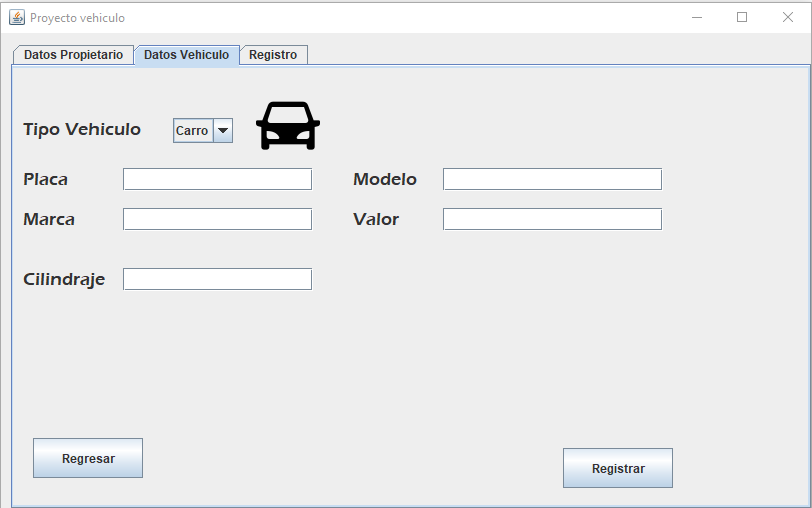 Proyecto vehiculo
Datos Propietario Datos Vehiculo Registro
Tipo Vehiculo Carro
Placa Modelo
Marca Valor
Cilindraje
Regresar
Registrar